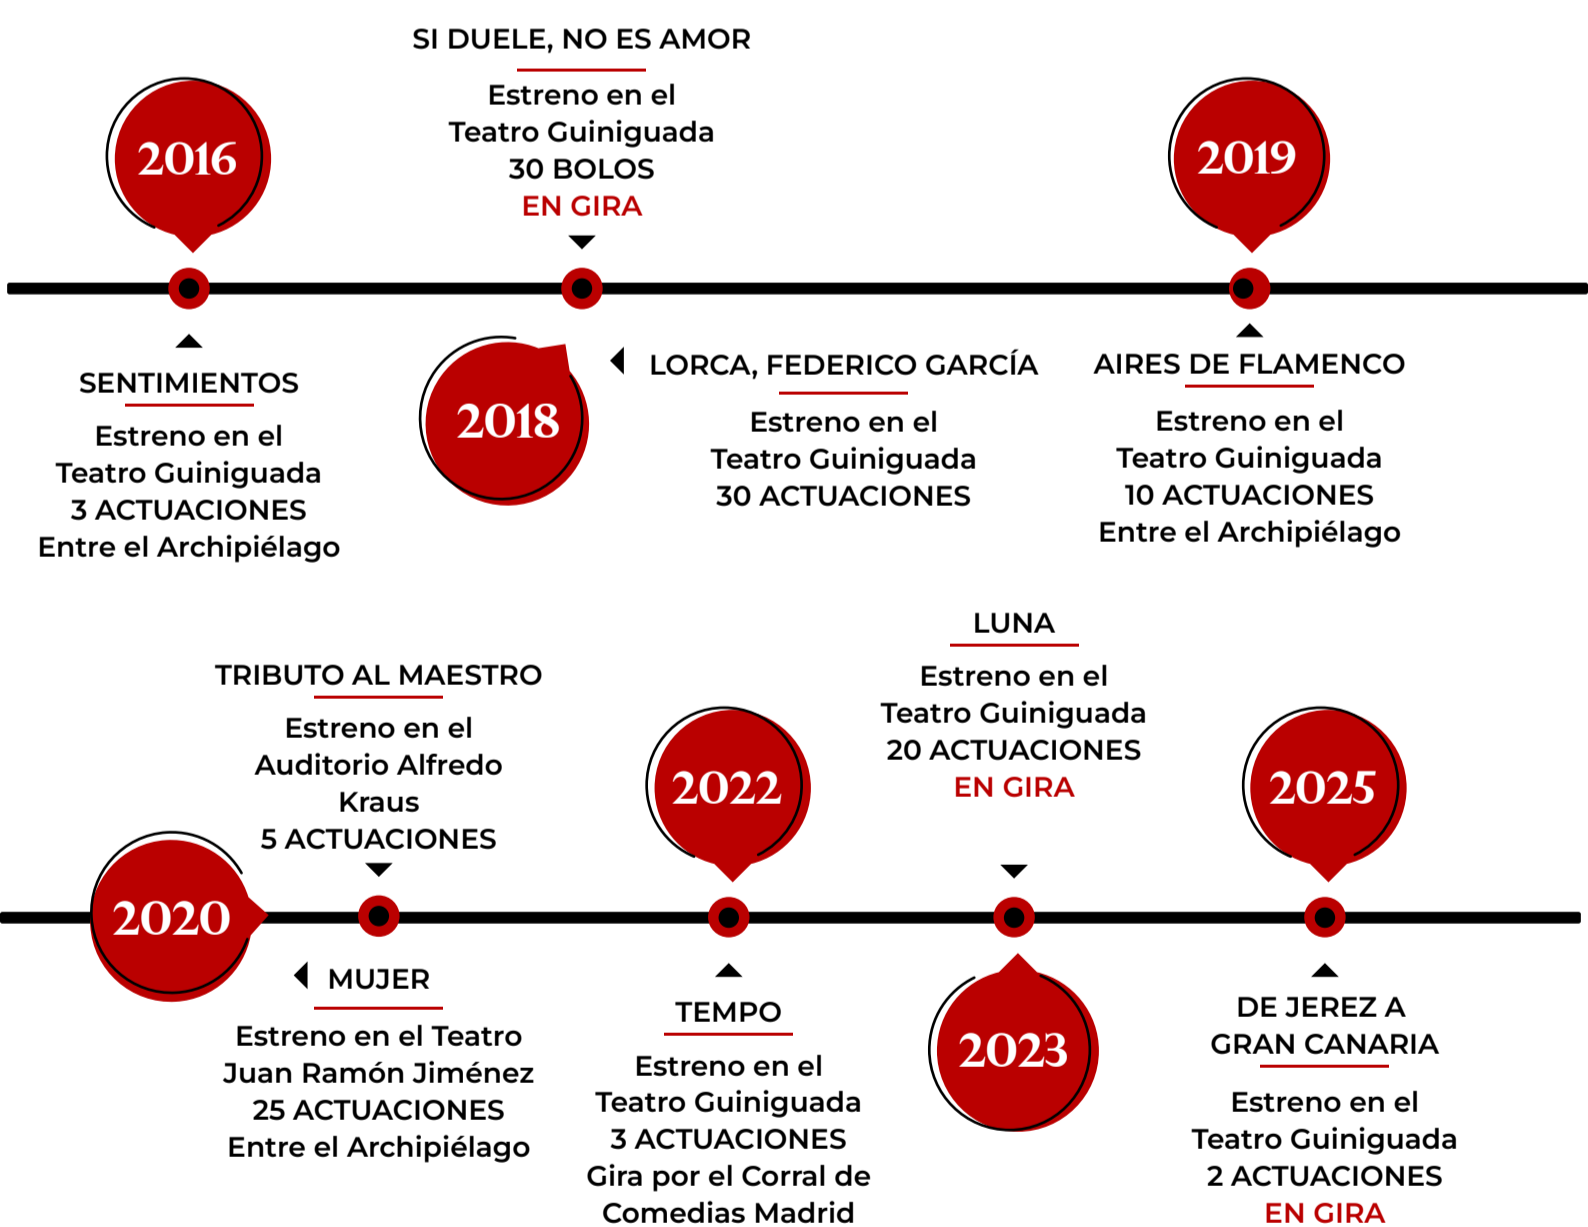 2016
SENTIMIENTOS
Estreno en el
Teatro Guiniguada
3 ACTUACIONES
Entre el Archipiélago
SI DUELE, NO ES AMOR
Estreno en el
Teatro Guiniguada
30 BOLOS
EN GIRA
2018
LORCA, FEDERICO GARCÍA
Estreno en el
Teatro Guiniguada
30 ACTUACIONES
2019
AIRES DE FLAMENCO
Estreno en el
Teatro Guiniguada
10 ACTUACIONES
Entre el Archipiélago
2020
TRIBUTO AL MAESTRO
Estreno en el
Auditorio Alfredo
Kraus
5 ACTUACIONES
MUJER
Estreno en el Teatro
Juan Ramón Jiménez
25 ACTUACIONES
Entre el Archipiélago
2022
TEMPO
Estreno en el
Teatro Guiniguada
3 ACTUACIONES
Gira por el Corral de
Comedias Madrid
LUNA
Estreno en el
Teatro Guiniguada
20 ACTUACIONES
EN GIRA
2023
2025
DE JEREZ A
GRAN CANARIA
Estreno en el
Teatro Guiniguada
2 ACTUACIONES
EN GIRA